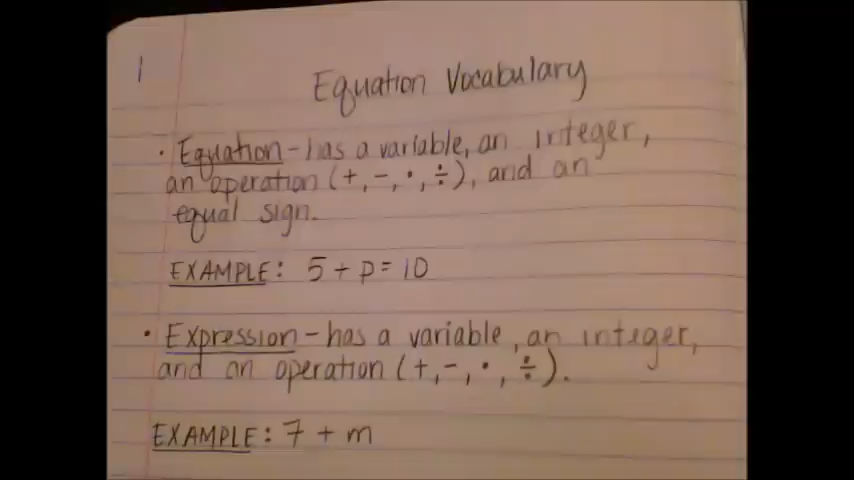 1
Equation Vocabulary
· Equation - has a variable, an integer,
an operation (+, -, ·, ÷), and an
equal sign.
EXAMPLE: 5 + p = 10
· Expression - has a variable, an integer,
and an operation (+, -, ·, ÷).
EXAMPLE: 7 + m